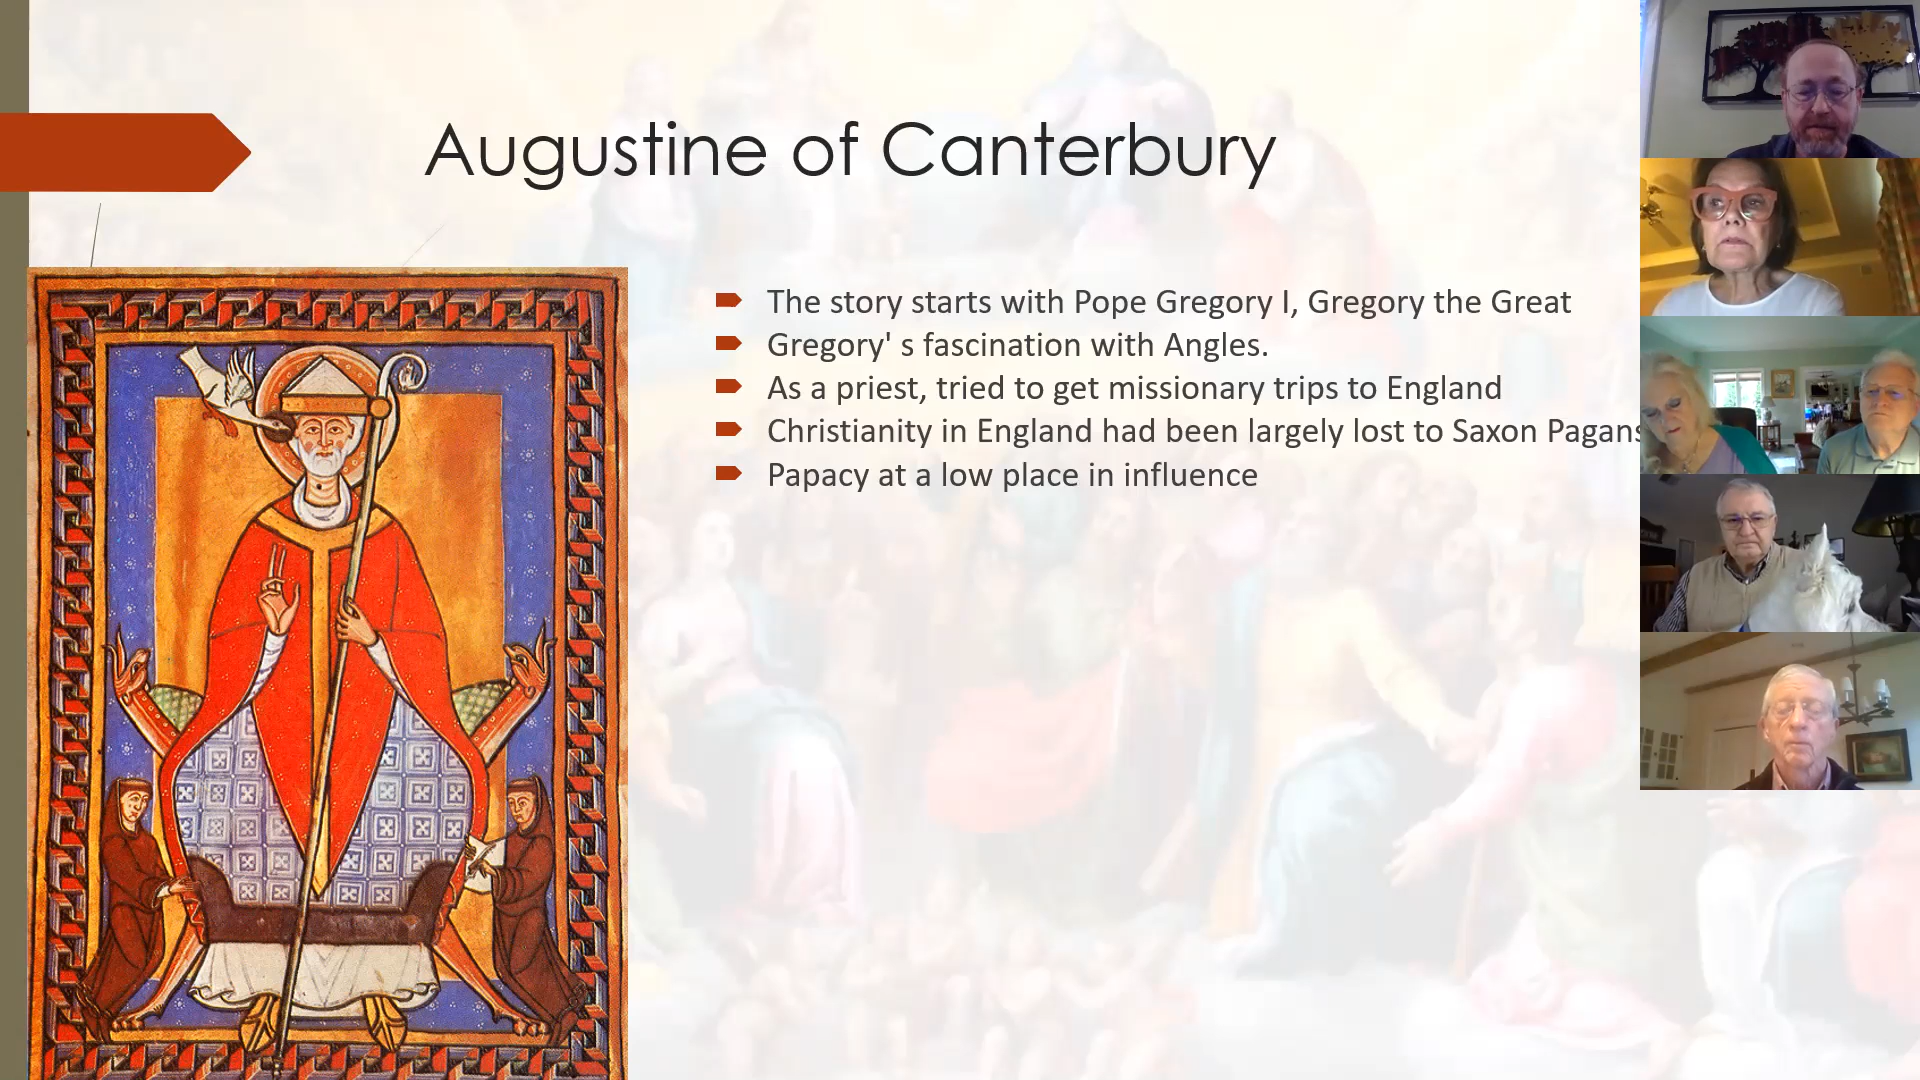 Augustine of Canterbury
The story starts with Pope Gregory I, Gregory the Great
Gregory' s fascination with Angles.
As a priest, tried to get missionary trips to England
Christianity in England had been largely lost to Saxon Pagans
Papacy at a low place in influence